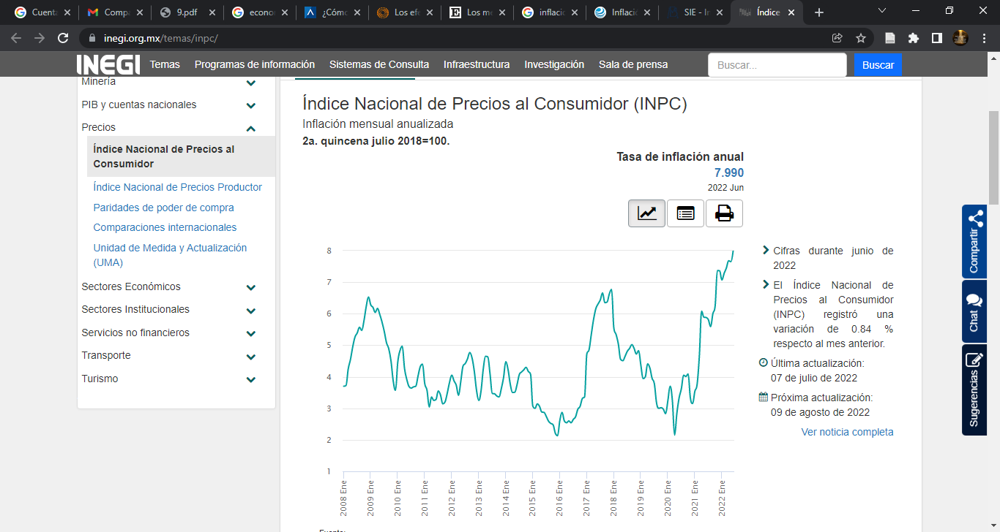 Cuenta
Compa
9.pdf
econo
¿Cómo
Los efe
Los me
inflació
Inflació
SIE - In
Índice
inegi.org.mx/temas/inpc/
INEGI
Temas
Programas de información
Sistemas de Consulta
Infraestructura
Investigación
Sala de prensa
Buscar...
Buscar
Minería
PIB y cuentas nacionales
Precios
Índice Nacional de Precios al
Consumidor
Índice Nacional de Precios Productor
Paridades de poder de compra
Comparaciones internacionales
Unidad de Medida y Actualización
(UMA)
Sectores Económicos
Sectores Institucionales
Servicios no financieros
Transporte
Turismo
Índice Nacional de Precios al Consumidor (INPC)
Inflación mensual anualizada
2a. quincena julio 2018=100.
Tasa de inflación anual
7.990
2022 Jun
8
7
6
5
4
3
2
1
2008 Ene
2009 Ene
2010 Ene
2011 Ene
2012 Ene
2013 Ene
2014 Ene
2015 Ene
2016 Ene
2017 Ene
2018 Ene
2019 Ene
2020 Ene
2021 Ene
2022 Ene
Cifras durante junio de
2022
El Índice Nacional de
Precios al Consumidor
(INPC) registró una
variación de 0.84 %
respecto al mes anterior.
Última actualización:
07 de julio de 2022
Próxima actualización:
09 de agosto de 2022
Ver noticia completa
Compartir
Chat
Sugerencias